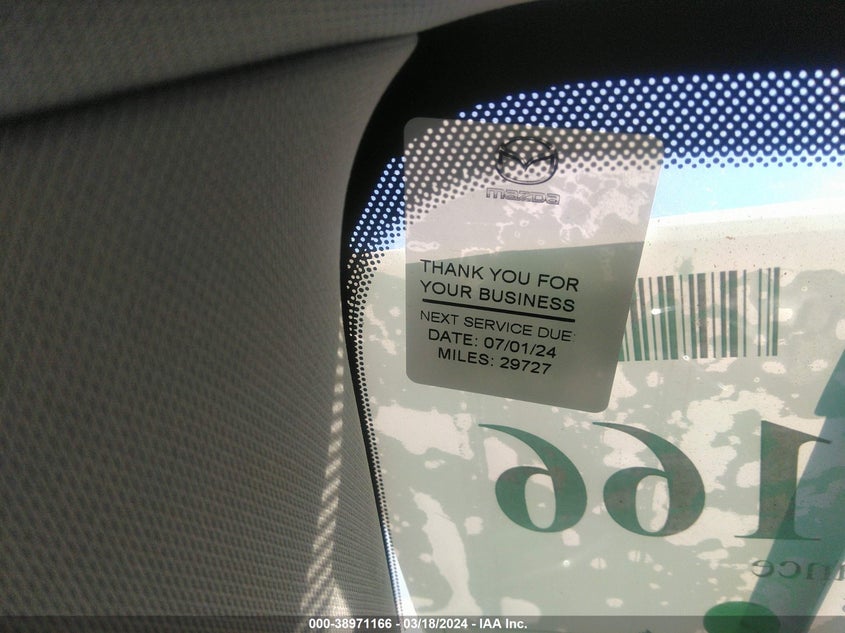 mazda
THANK YOU FOR
YOUR BUSINESS
NEXT SERVICE DUE
DATE: 07/01/24
MILES: 29727
166
000-38971166 - 03/18/2024 - IAA Inc.